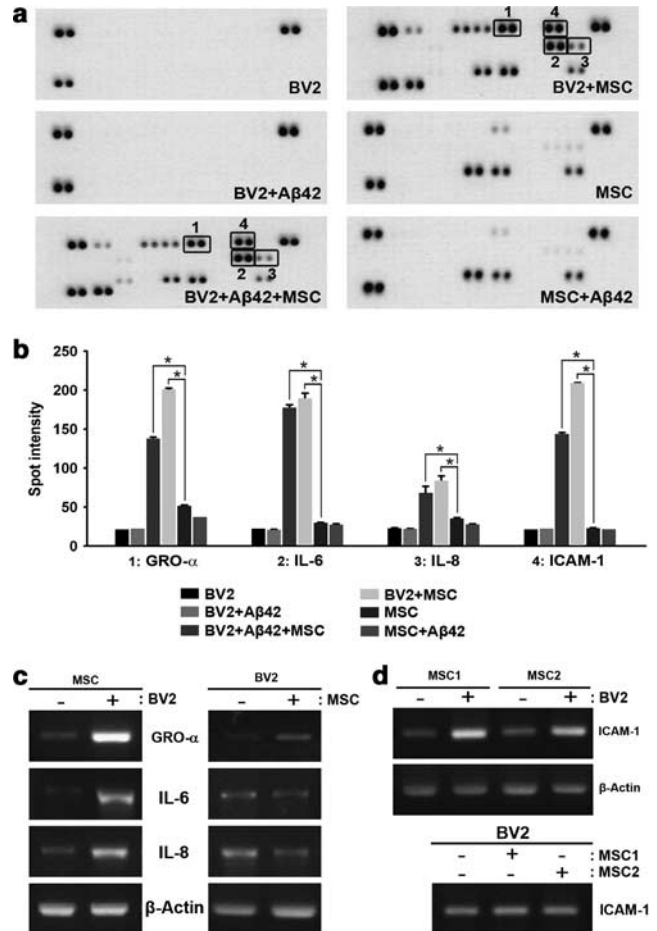 a
1 4
2 3
BV2 BV2+MSC
BV2+Aβ42 MSC
1 4
2 3
BV2+Aβ42+MSC MSC+Aβ42
b
250
200
150
100
50
0
Spot intensity
* * * *
* * * *
1: GRO-α 2: IL-6 3: IL-8 4: ICAM-1
BV2 BV2+MSC
BV2+Aβ42 MSC
BV2+Aβ42+MSC MSC+Aβ42
c
MSC BV2
- + : BV2 - + : MSC
GRO-α
IL-6
IL-8
β-Actin
d
MSC1 MSC2
- + - + : BV2
ICAM-1
β-Actin
BV2
- + - : MSC1
- - + : MSC2
ICAM-1